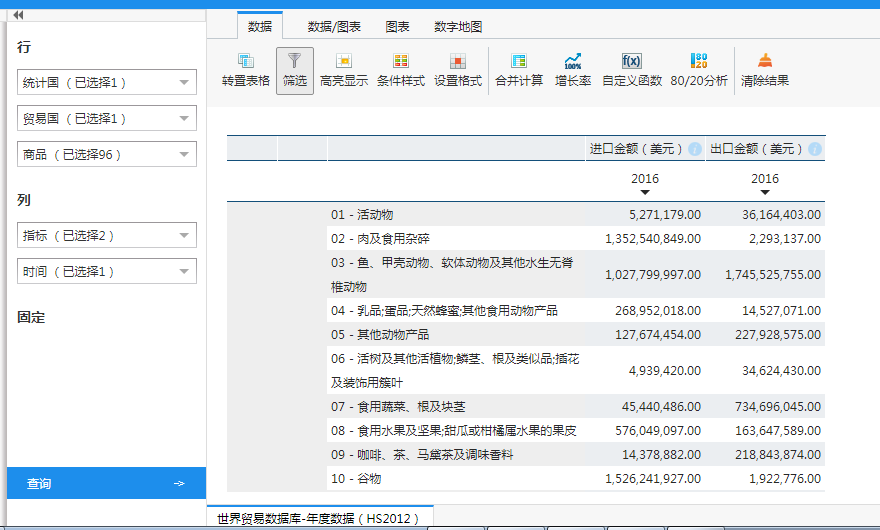 行
统计国（已选择1）
贸易国（已选择1）
商品（已选择96）
列
指标（已选择2）
时间（已选择1）
固定
查询
数据 数据/图表 图表 数字地图
转置表格 筛选 高亮显示 条件样式 设置格式 合并计算 增长率 自定义函数 80/20分析 清除结果
进口金额（美元） 出口金额（美元）
2016 2016
01 - 活动物 5,271,179.00 36,164,403.00
02 - 肉及食用杂碎 1,352,540,849.00 2,293,137.00
03 - 鱼、甲壳动物、软体动物及其他水生无脊
椎动物 1,027,799,997.00 1,745,525,755.00
04 - 乳品;蛋品;天然蜂蜜;其他食用动物产品 268,952,018.00 14,527,071.00
05 - 其他动物产品 127,674,454.00 227,928,575.00
06 - 活树及其他活植物;鳞茎、根及类似品;插花
及装饰用簇叶 4,939,420.00 34,624,430.00
07 - 食用蔬菜、根及块茎 45,440,486.00 734,696,045.00
08 - 食用水果及坚果;甜瓜或柑橘属水果的果皮 576,049,097.00 163,647,589.00
09 - 咖啡、茶、马黛茶及调味香料 14,378,882.00 218,843,874.00
10 - 谷物 1,526,241,927.00 1,922,776.00
世界贸易数据库-年度数据（HS2012）